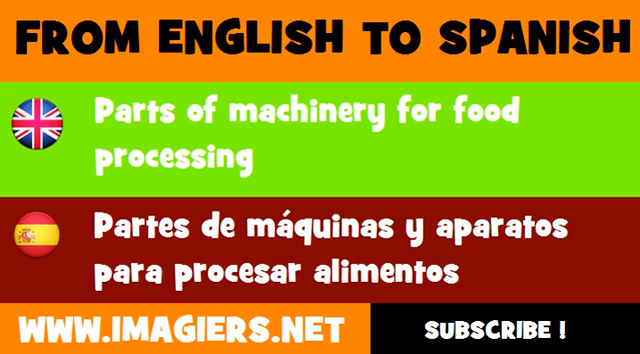 FROM ENGLISH TO SPANISH
Parts of machinery for food
processing
Partes de máquinas y aparatos
para procesar alimentos
WWW.IMAGIERS.NET
SUBSCRIBE !